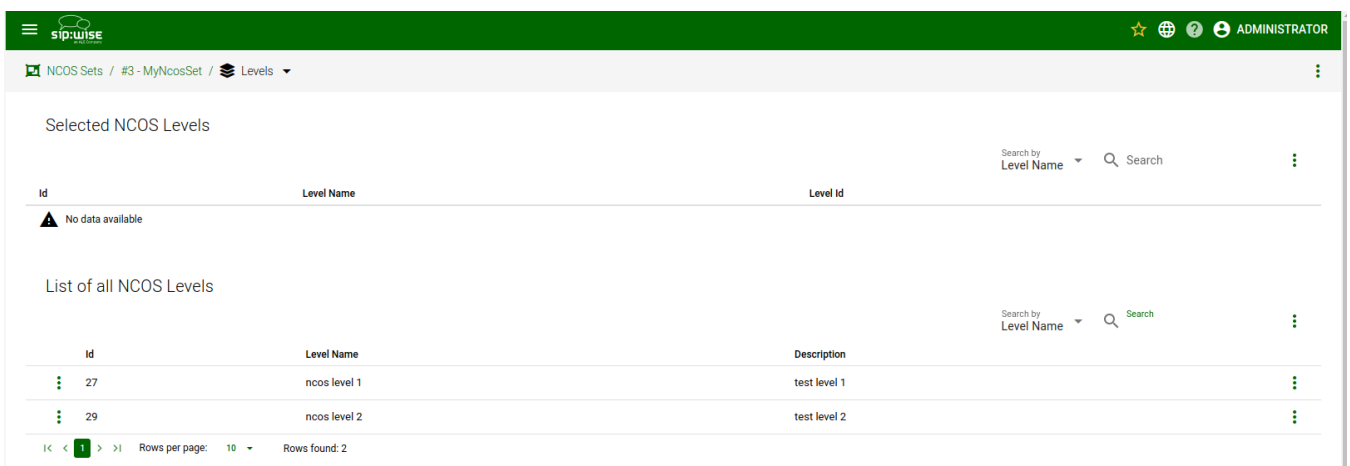 sip:wise
ADMINISTRATOR
NCOS Sets / #3 - MyNcosSet / Levels
Selected NCOS Levels
Search by
Level Name
Search
Id Level Name Level Id
No data available
List of all NCOS Levels
Search by
Level Name
Search
Id Level Name Description
27 ncos level 1 test level 1
29 ncos level 2 test level 2
1 Rows per page: 10 Rows found: 2